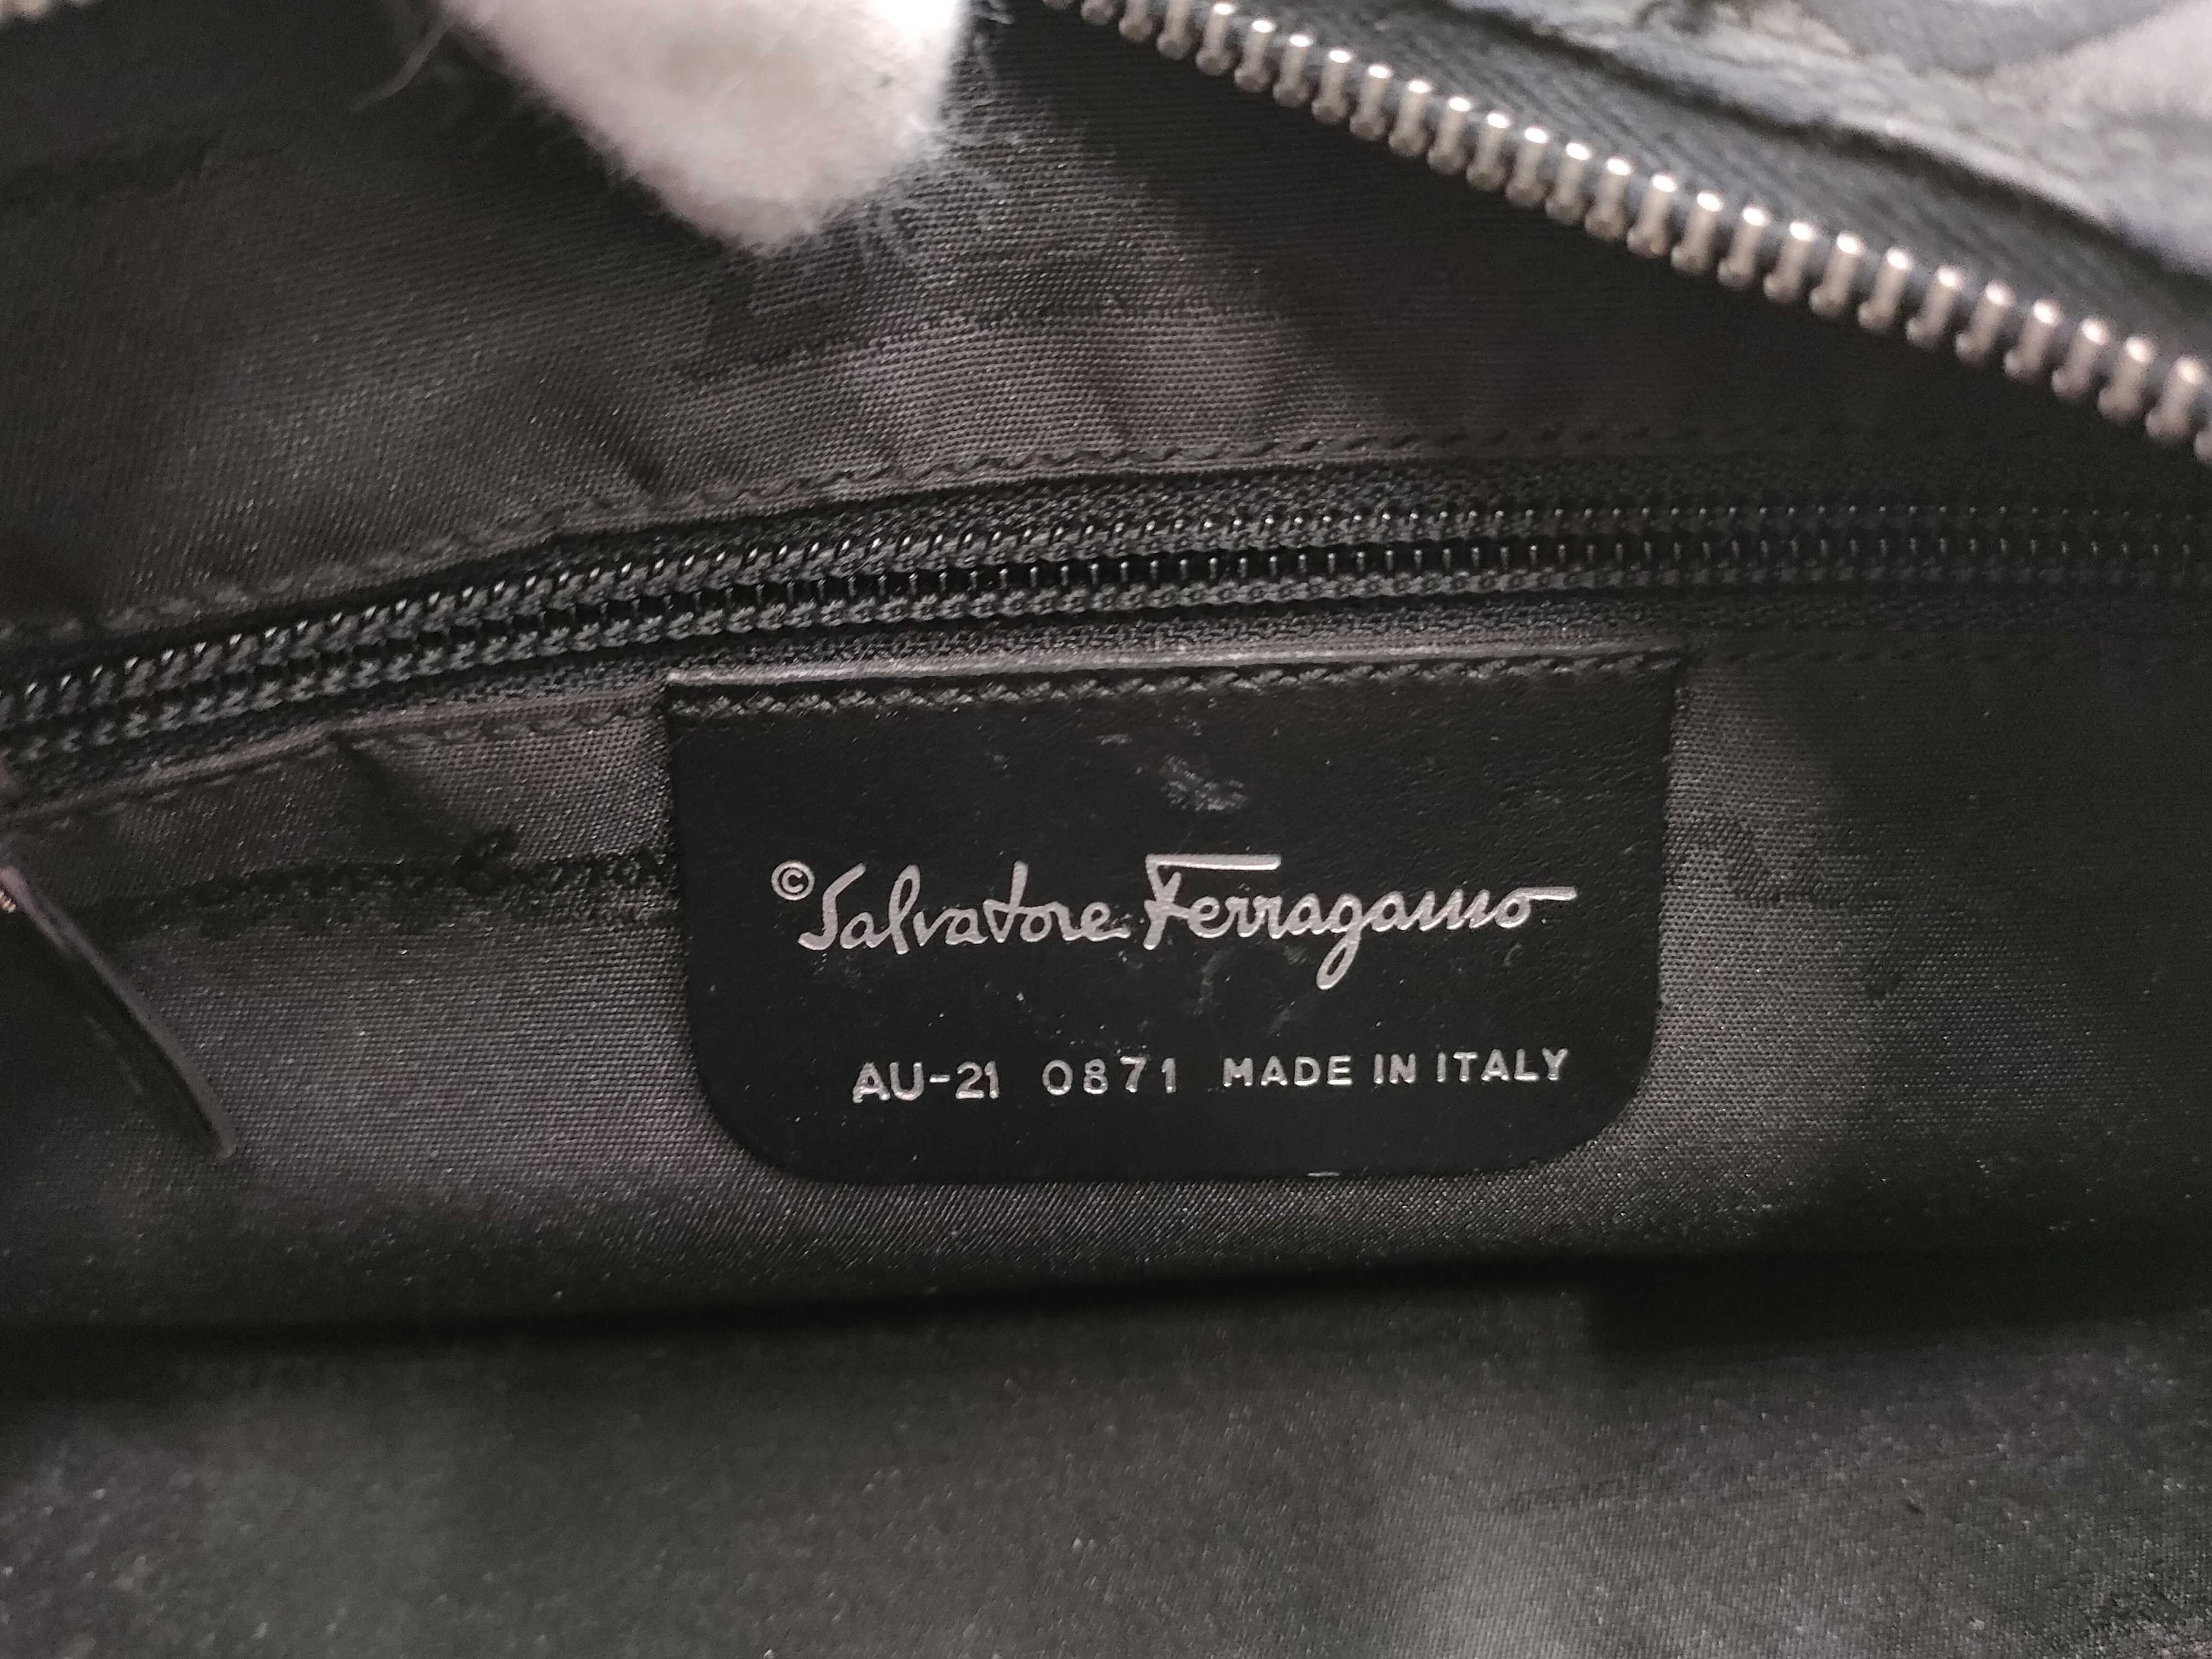 © Salvatore Ferragamo
AU-21 0871 MADE IN ITALY